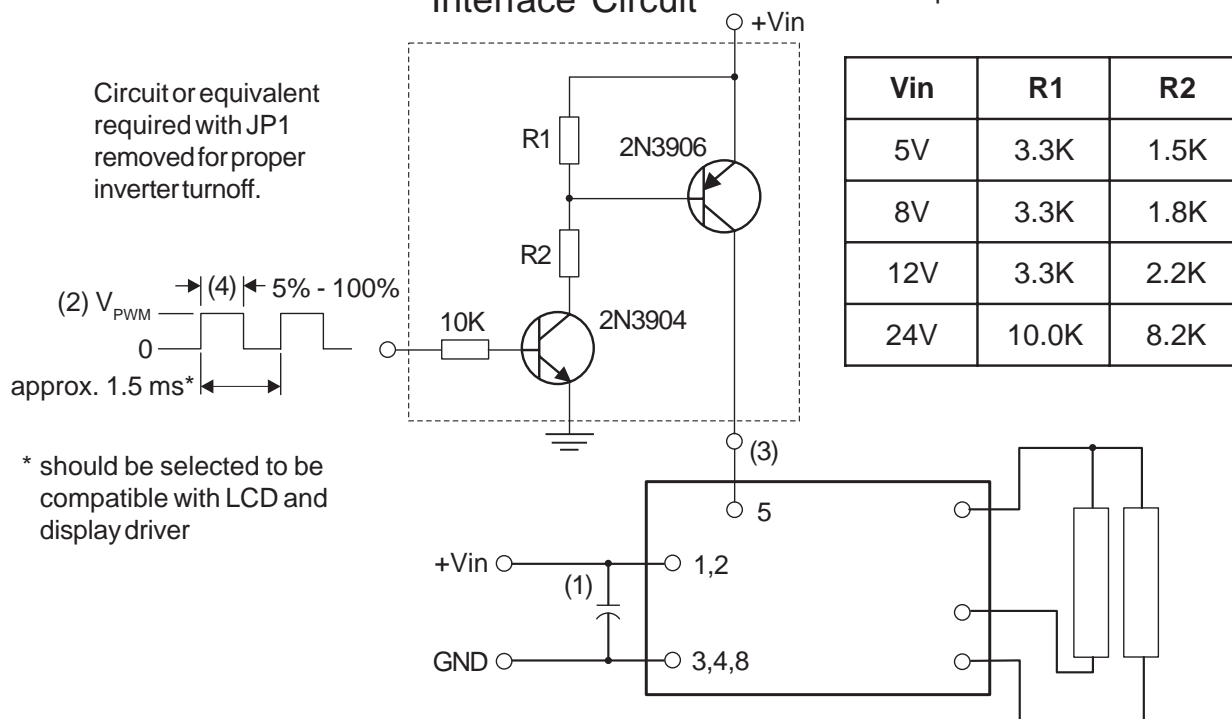 Interface Circuit
+Vin
Circuit or equivalent
required with JP1
removed for proper
inverter turnoff.
R1
2N3906
R2
(2) VPWM
(4)
5% - 100%
0
10K
2N3904
approx. 1.5 ms*
(3)
* should be selected to be
compatible with LCD and
display driver
Vin R1 R2
5V 3.3K 1.5K
8V 3.3K 1.8K
12V 3.3K 2.2K
24V 10.0K 8.2K
5
+Vin
1,2
(1)
GND
3,4,8